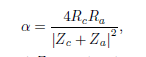 α = 4R_cR_a / |Z_c + Z_a|²,